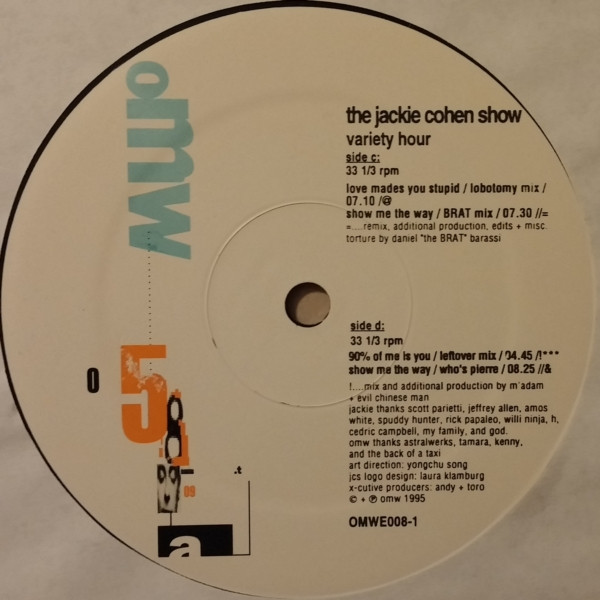 omw
the jackie cohen show
variety hour
side c:
33 1/3 rpm
love mades you stupid / lobotomy mix /
07.10 /@
show me the way / BRAT mix / 07.30 //=
=....remix, additional production, edits + misc.
torture by daniel "the BRAT" barassi
side d:
33 1/3 rpm
90% of me is you / leftover mix / 04.45 /!***
show me the way / who's pierre / 08.25 //&
!....mix and additional production by m'adam
+ evil chinese man
jackie thanks scott parietti, jeffrey allen, amos
white, spuddy hunter, rick papaleo, willi ninja, h,
cedric campbell, my family, and god.
omw thanks astralwerks, tamara, kenny,
and the back of a taxi
art direction: yongchu song
jcs logo design: laura klamburg
x-cutive producers: andy + toro
© + ℗ omw 1995
OMWE008-1
0
5
.t
09
a